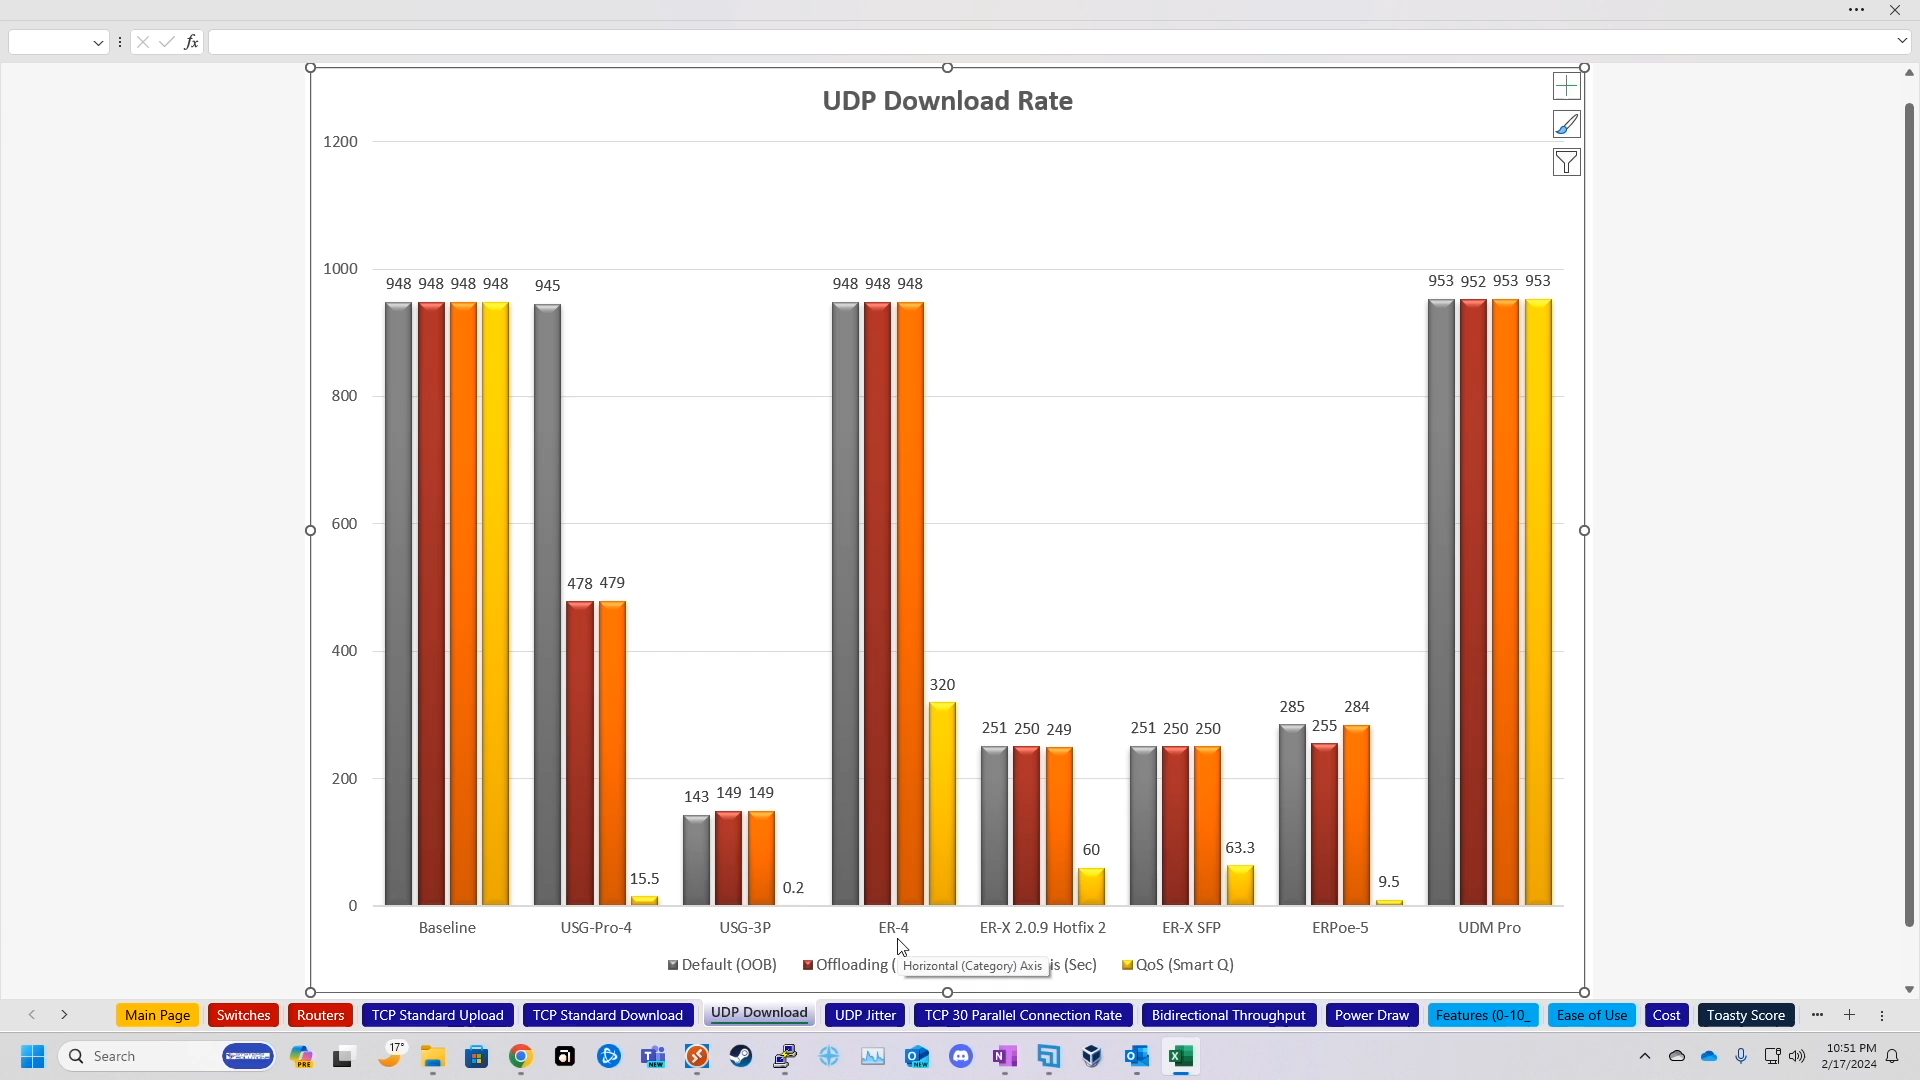 fx
UDP Download Rate
1200
1000
800
600
400
200
0
948 948 948 948
945
478 479
15.5
143 149 149
0.2
948 948 948
320
251 250 249
60
251 250 250
63.3
285
255
284
9.5
953 952 953 953
Baseline
USG-Pro-4
USG-3P
ER-4
ER-X 2.0.9 Hotfix 2
ER-X SFP
ERPoe-5
UDM Pro
Default (OOB) Offloading ( is (Sec) QoS (Smart Q)
Horizontal (Category) Axis
Main Page Switches Routers TCP Standard Upload TCP Standard Download UDP Download UDP Jitter TCP 30 Parallel Connection Rate Bidirectional Throughput Power Draw Features (0-10_ Ease of Use Cost Toasty Score
Search
PRE
17°
NEW
NEW
10:51 PM
2/17/2024